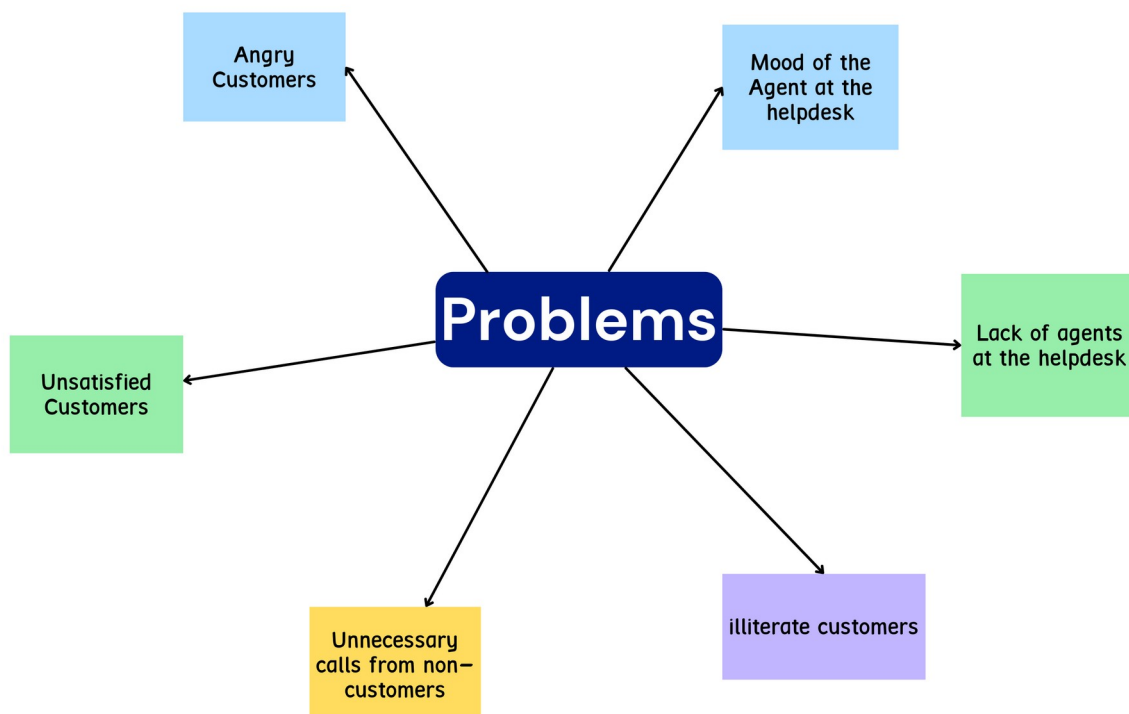 Angry
Customers
Mood of the
Agent at the
helpdesk
Problems
Lack of agents
at the helpdesk
Unsatisfied
Customers
illiterate customers
Unnecessary
calls from non-
customers